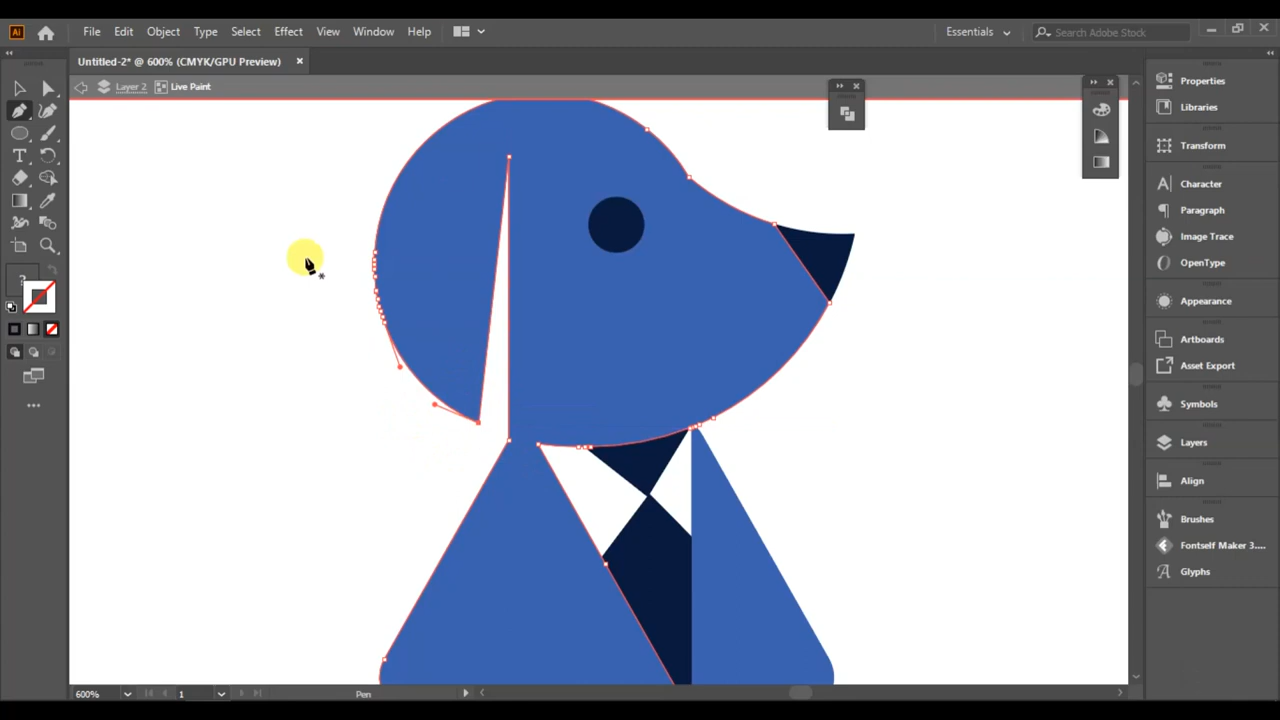 Ai File Edit Object Type Select Effect View Window Help Essentials Search Adobe Stock
Untitled-2* @ 600% (CMYK/GPU Preview) ×
Layer 2 Live Paint
Properties
Libraries
Transform
Character
Paragraph
Image Trace
OpenType
Appearance
Artboards
Asset Export
Symbols
Layers
Align
Brushes
Fontself Maker 3....
Glyphs
?
600% 1 Pen